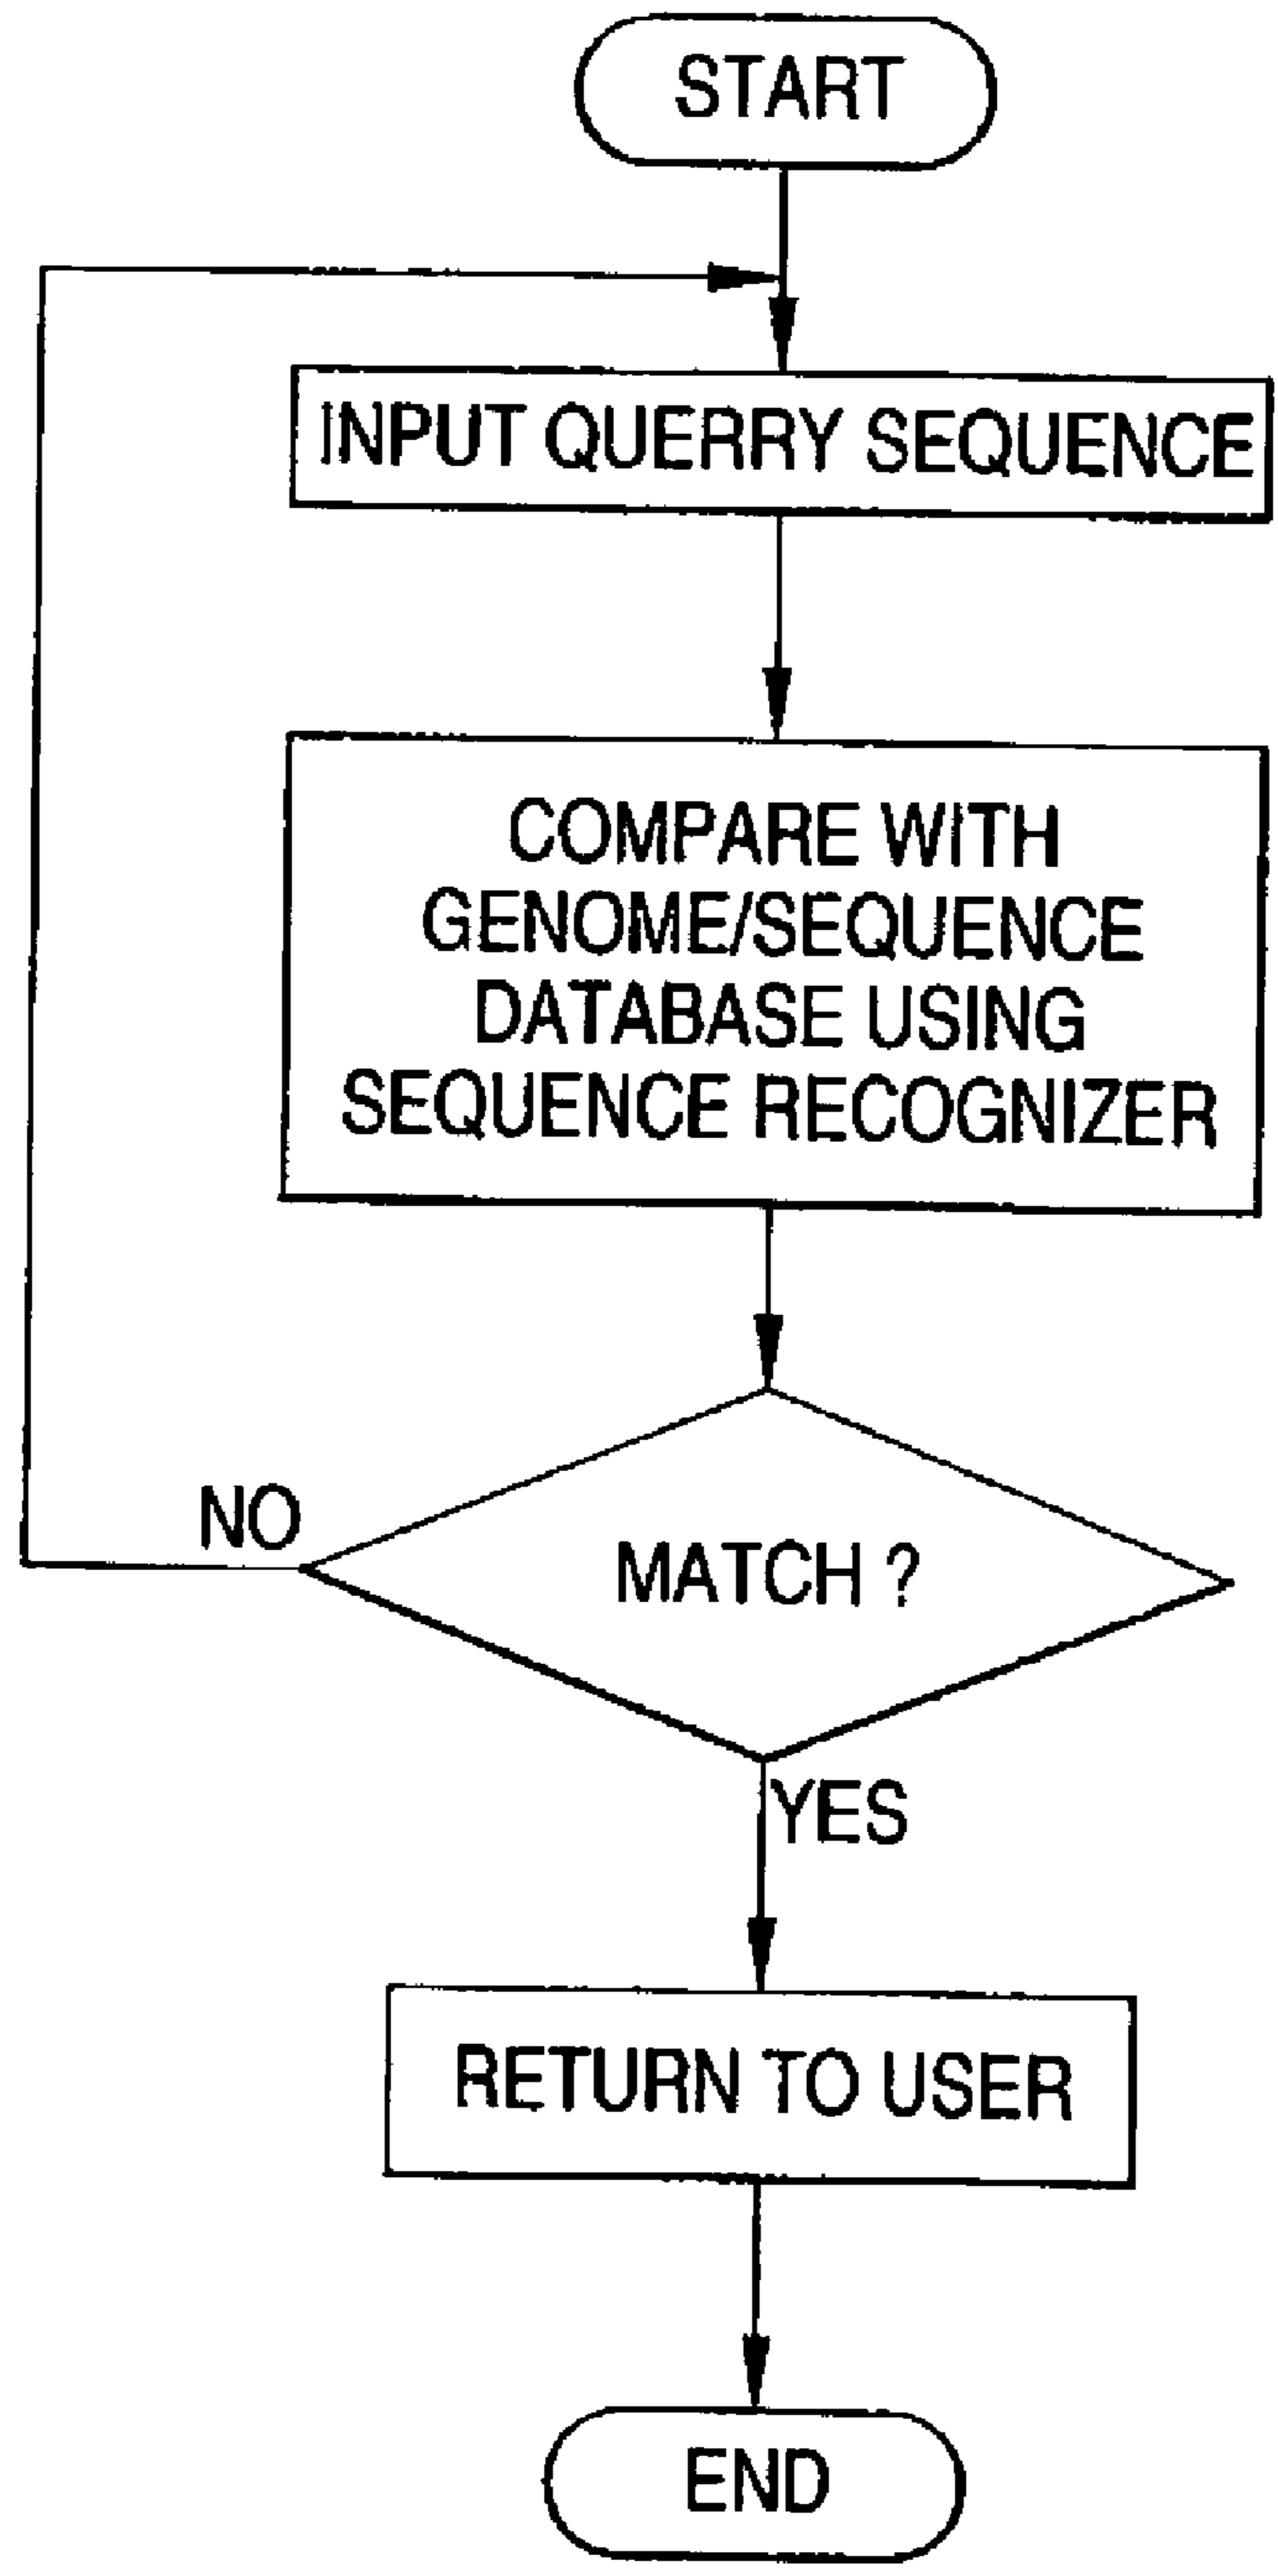 START
INPUT QUERRY SEQUENCE
COMPARE WITH
GENOME/SEQUENCE
DATABASE USING
SEQUENCE RECOGNIZER
NO
MATCH ?
YES
RETURN TO USER
END